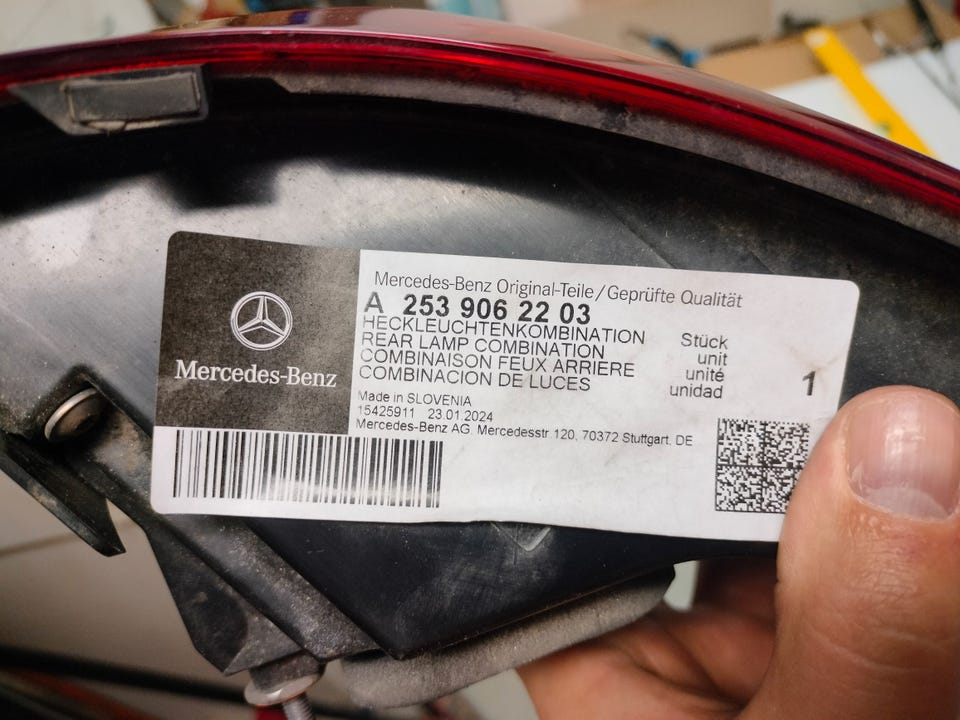 Mercedes-Benz
Mercedes-Benz Original-Teile/Geprüfte Qualität
A 253 906 22 03
HECKLEUCHTENKOMBINATION
REAR LAMP COMBINATION
COMBINAISON FEUX ARRIERE
COMBINACION DE LUCES
Stück
unit
unité
unidad
1
Made in SLOVENIA
15425911 23.01.2024
Mercedes-Benz AG. Mercedesstr 120, 70372 Stuttgart. DE